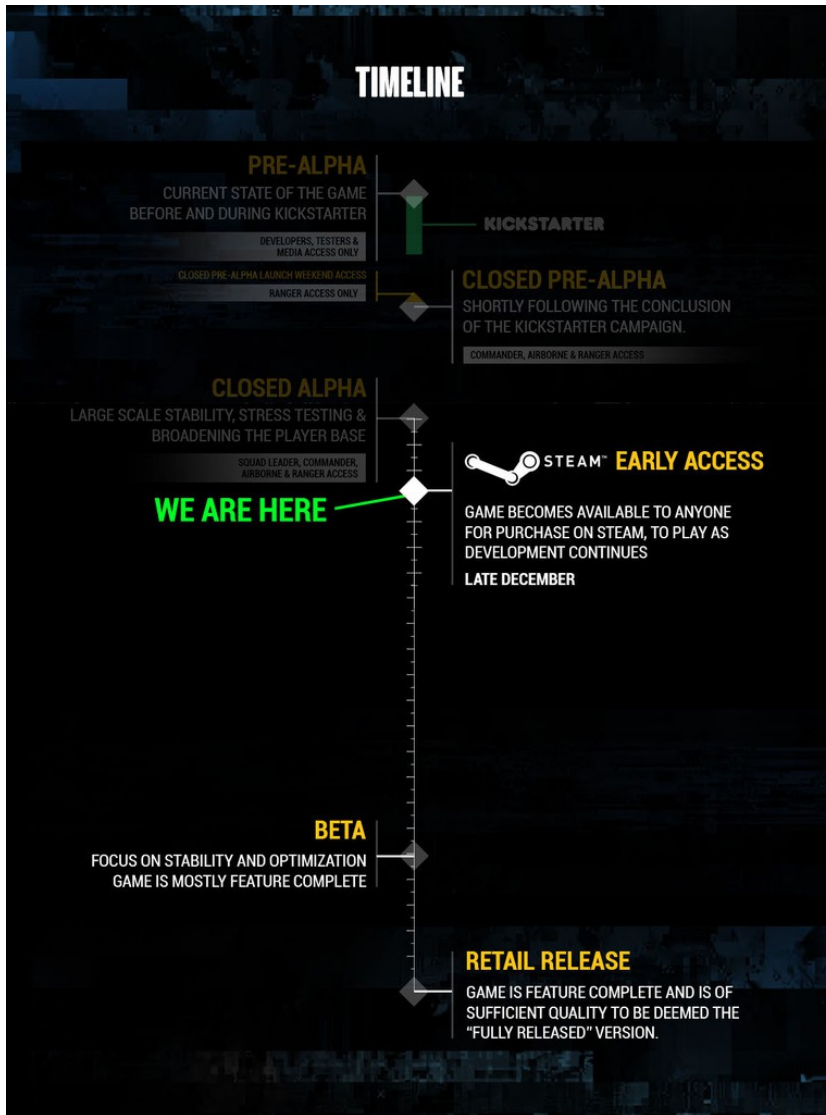 TIMELINE
PRE-ALPHA
CURRENT STATE OF THE GAME
BEFORE AND DURING KICKSTARTER
DEVELOPERS, TESTERS &
MEDIA ACCESS ONLY
KICKSTARTER
CLOSED PRE-ALPHA LAUNCH WEEKEND ACCESS
RANGER ACCESS ONLY
CLOSED PRE-ALPHA
SHORTLY FOLLOWING THE CONCLUSION
OF THE KICKSTARTER CAMPAIGN.
COMMANDER, AIRBORNE & RANGER ACCESS
CLOSED ALPHA
LARGE SCALE STABILITY, STRESS TESTING &
BROADENING THE PLAYER BASE
SQUAD LEADER, COMMANDER,
AIRBORNE & RANGER ACCESS
STEAM™ EARLY ACCESS
WE ARE HERE
GAME BECOMES AVAILABLE TO ANYONE
FOR PURCHASE ON STEAM, TO PLAY AS
DEVELOPMENT CONTINUES
LATE DECEMBER
BETA
FOCUS ON STABILITY AND OPTIMIZATION
GAME IS MOSTLY FEATURE COMPLETE
RETAIL RELEASE
GAME IS FEATURE COMPLETE AND IS OF
SUFFICIENT QUALITY TO BE DEEMED THE
“FULLY RELEASED” VERSION.